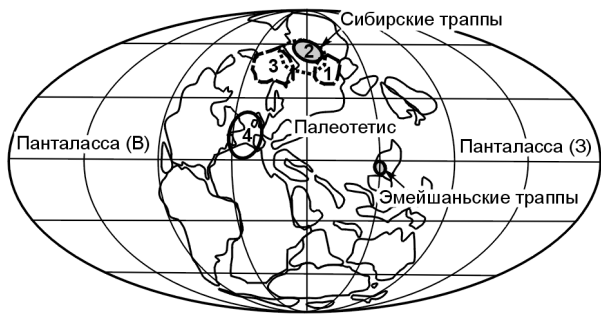 Сибирские траппы
2
3
1
4
Палеотетис
Панталасса (В)
Панталасса (З)
Эмейшаньские траппы